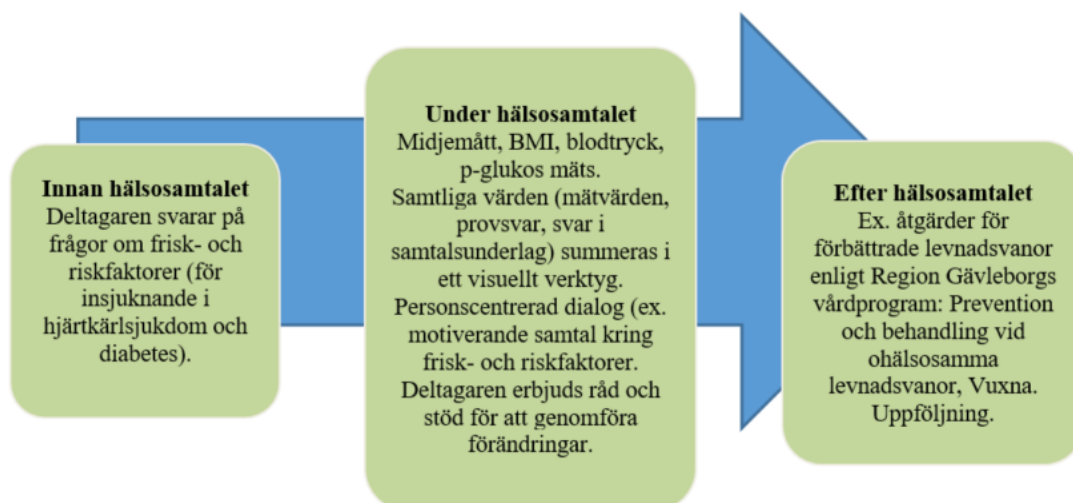 Innan hälsosamtalet
Deltagaren svarar på
frågor om frisk- och
riskfaktorer (för
insjuknande i
hjärtkärlsjukdom och
diabetes).
Under hälsosamtalet
Midjemått, BMI, blodtryck,
p-glukos mäts.
Samtliga värden (mätvärden,
provsvar, svar i
samtalsunderlag) summeras i
ett visuellt verktyg.
Personscentrerad dialog (ex.
motiverande samtal kring
frisk- och riskfaktorer.
Deltagaren erbjuds råd och
stöd för att genomföra
förändringar.
Efter hälsosamtalet
Ex. åtgärder för
förbättrade levnadsvanor
enligt Region Gävleborgs
vårdprogram: Prevention
och behandling vid
ohälsosamma
levnadsvanor, Vuxna.
Uppföljning.